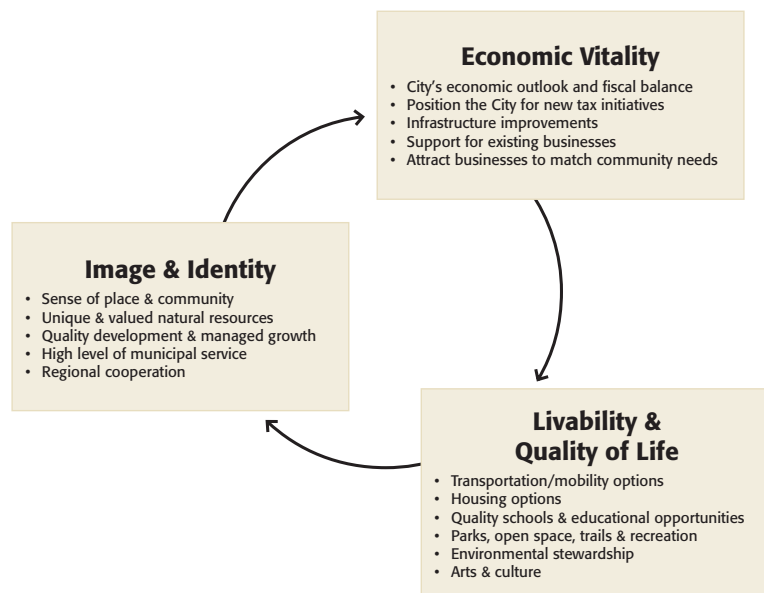 Economic Vitality
• City's economic outlook and fiscal balance
• Position the City for new tax initiatives
• Infrastructure improvements
• Support for existing businesses
• Attract businesses to match community needs
Image & Identity
• Sense of place & community
• Unique & valued natural resources
• Quality development & managed growth
• High level of municipal service
• Regional cooperation
Livability &
Quality of Life
• Transportation/mobility options
• Housing options
• Quality schools & educational opportunities
• Parks, open space, trails & recreation
• Environmental stewardship
• Arts & culture